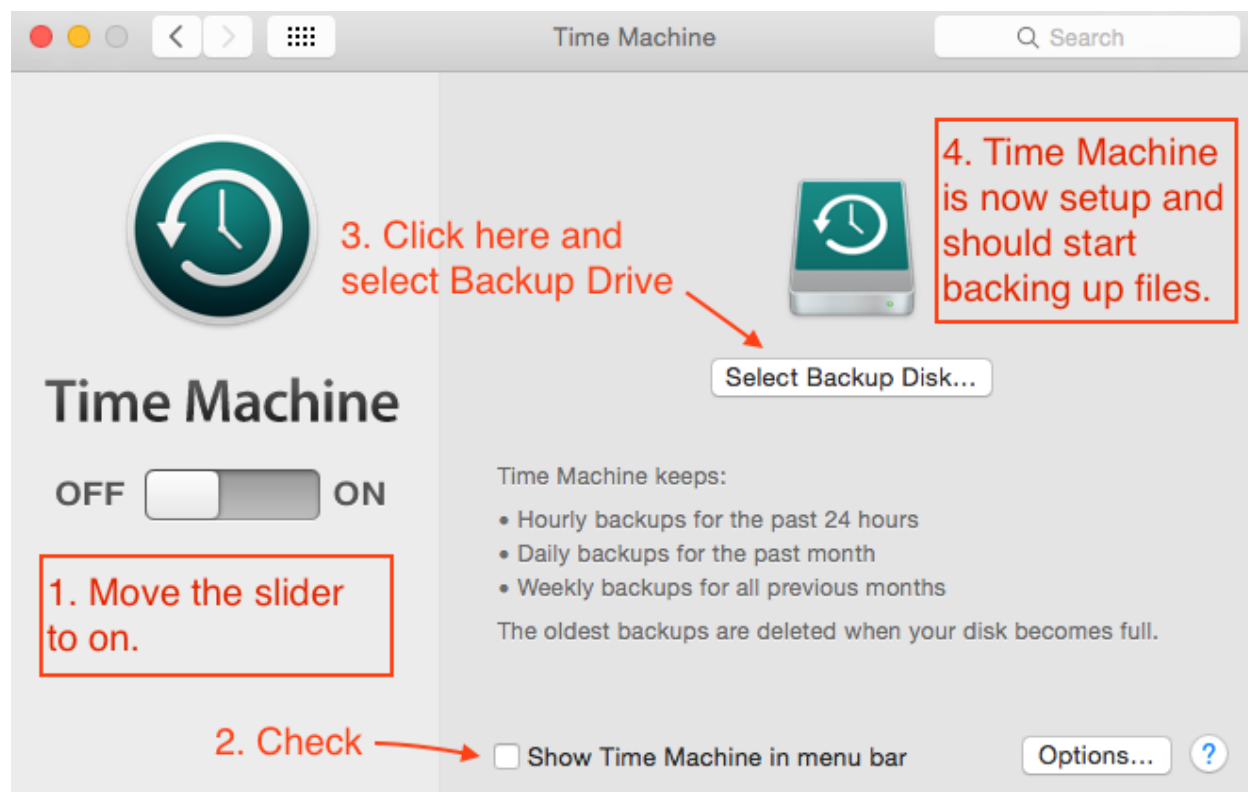 Time Machine
Search
4. Time Machine
is now setup and
should start
backing up files.
3. Click here and
select Backup Drive
Select Backup Disk...
Time Machine
OFF
ON
1. Move the slider
to on.
Time Machine keeps:
• Hourly backups for the past 24 hours
• Daily backups for the past month
• Weekly backups for all previous months
The oldest backups are deleted when your disk becomes full.
2. Check
Show Time Machine in menu bar
Options...
?